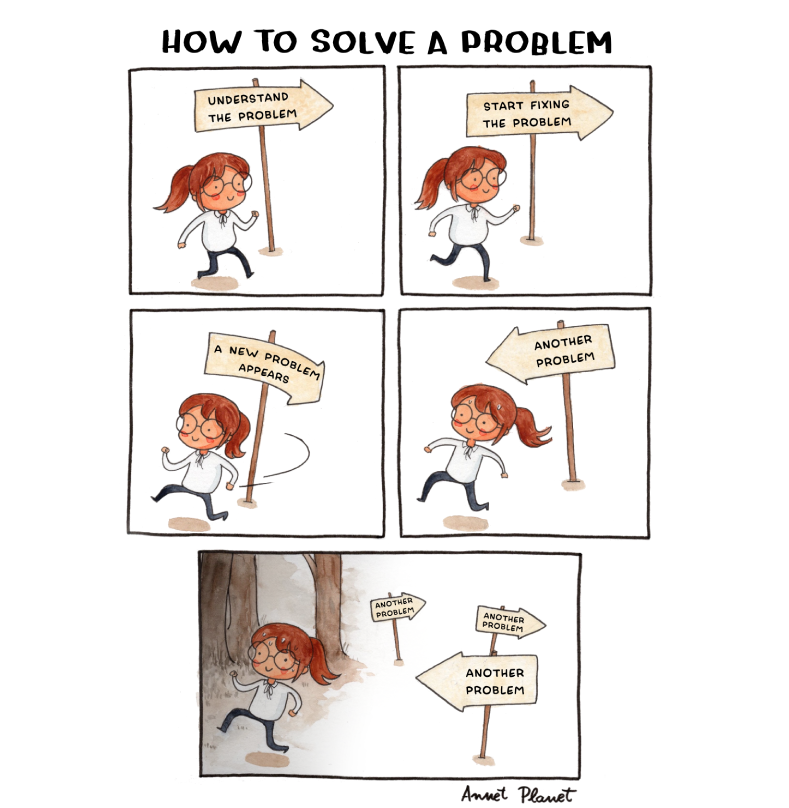 HOW TO SOLVE A PROBLEM
UNDERSTAND
THE PROBLEM
START FIXING
THE PROBLEM
A NEW PROBLEM
APPEARS
ANOTHER
PROBLEM
ANOTHER
PROBLEM
ANOTHER
PROBLEM
ANOTHER
PROBLEM
Annet Planet